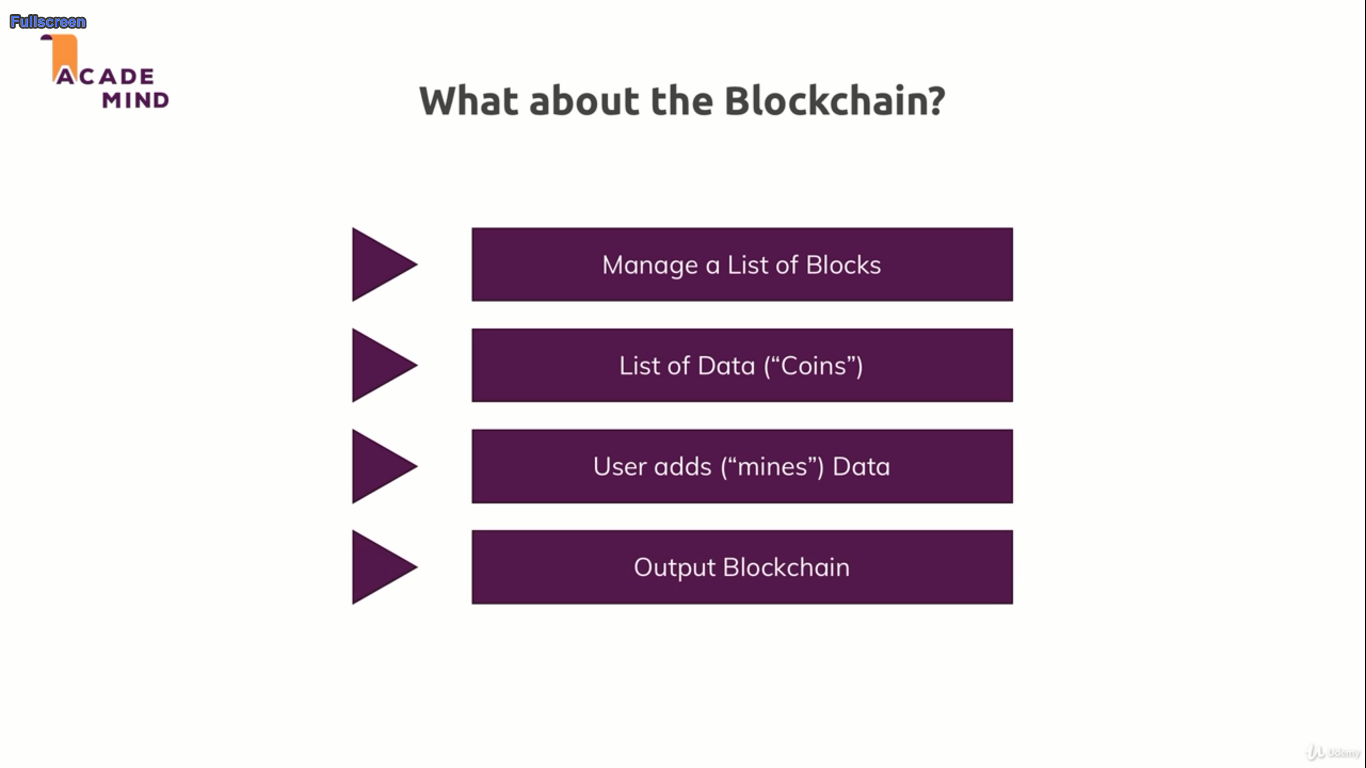 Fullscreen
ACADE
MIND
What about the Blockchain?
Manage a List of Blocks
List of Data (“Coins”)
User adds (“mines”) Data
Output Blockchain
Udemy